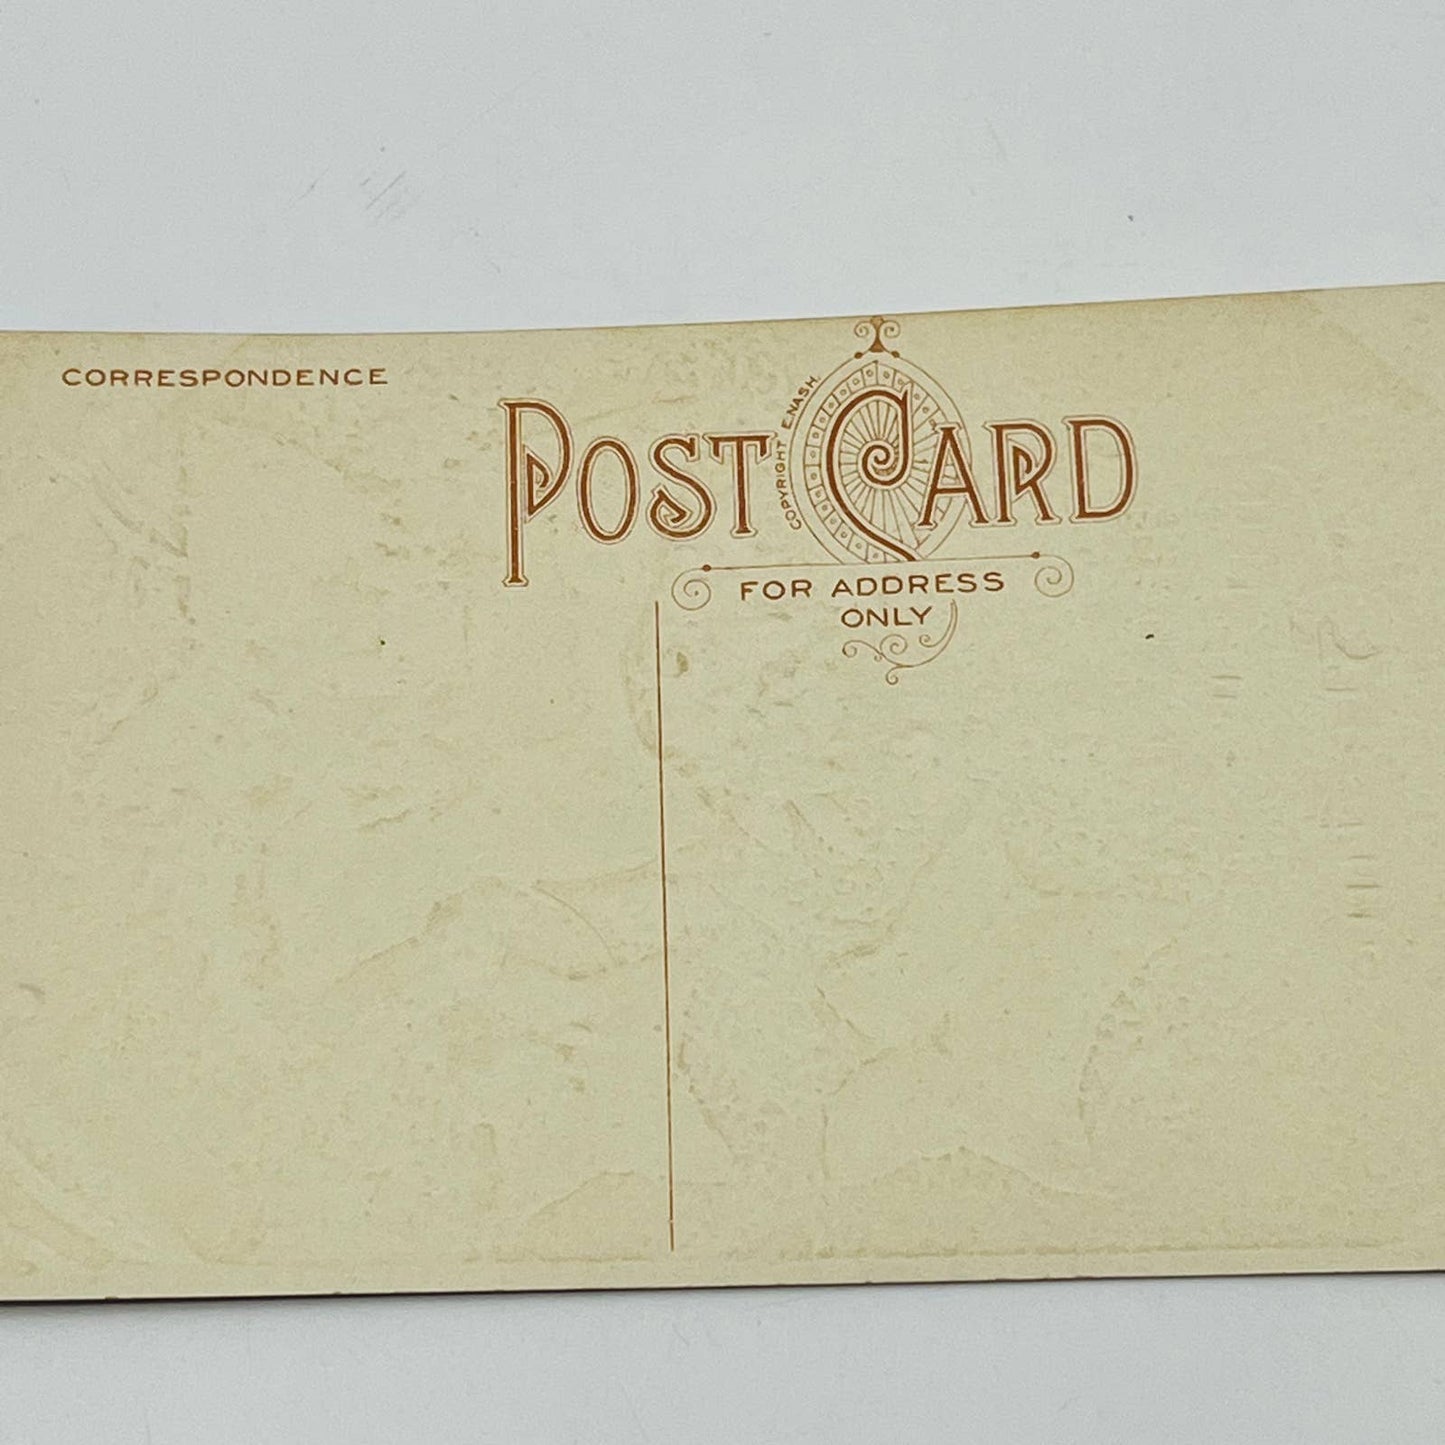 CORRESPONDENCE
POST CARD
COPYRIGHT E.NASH.
FOR ADDRESS
ONLY